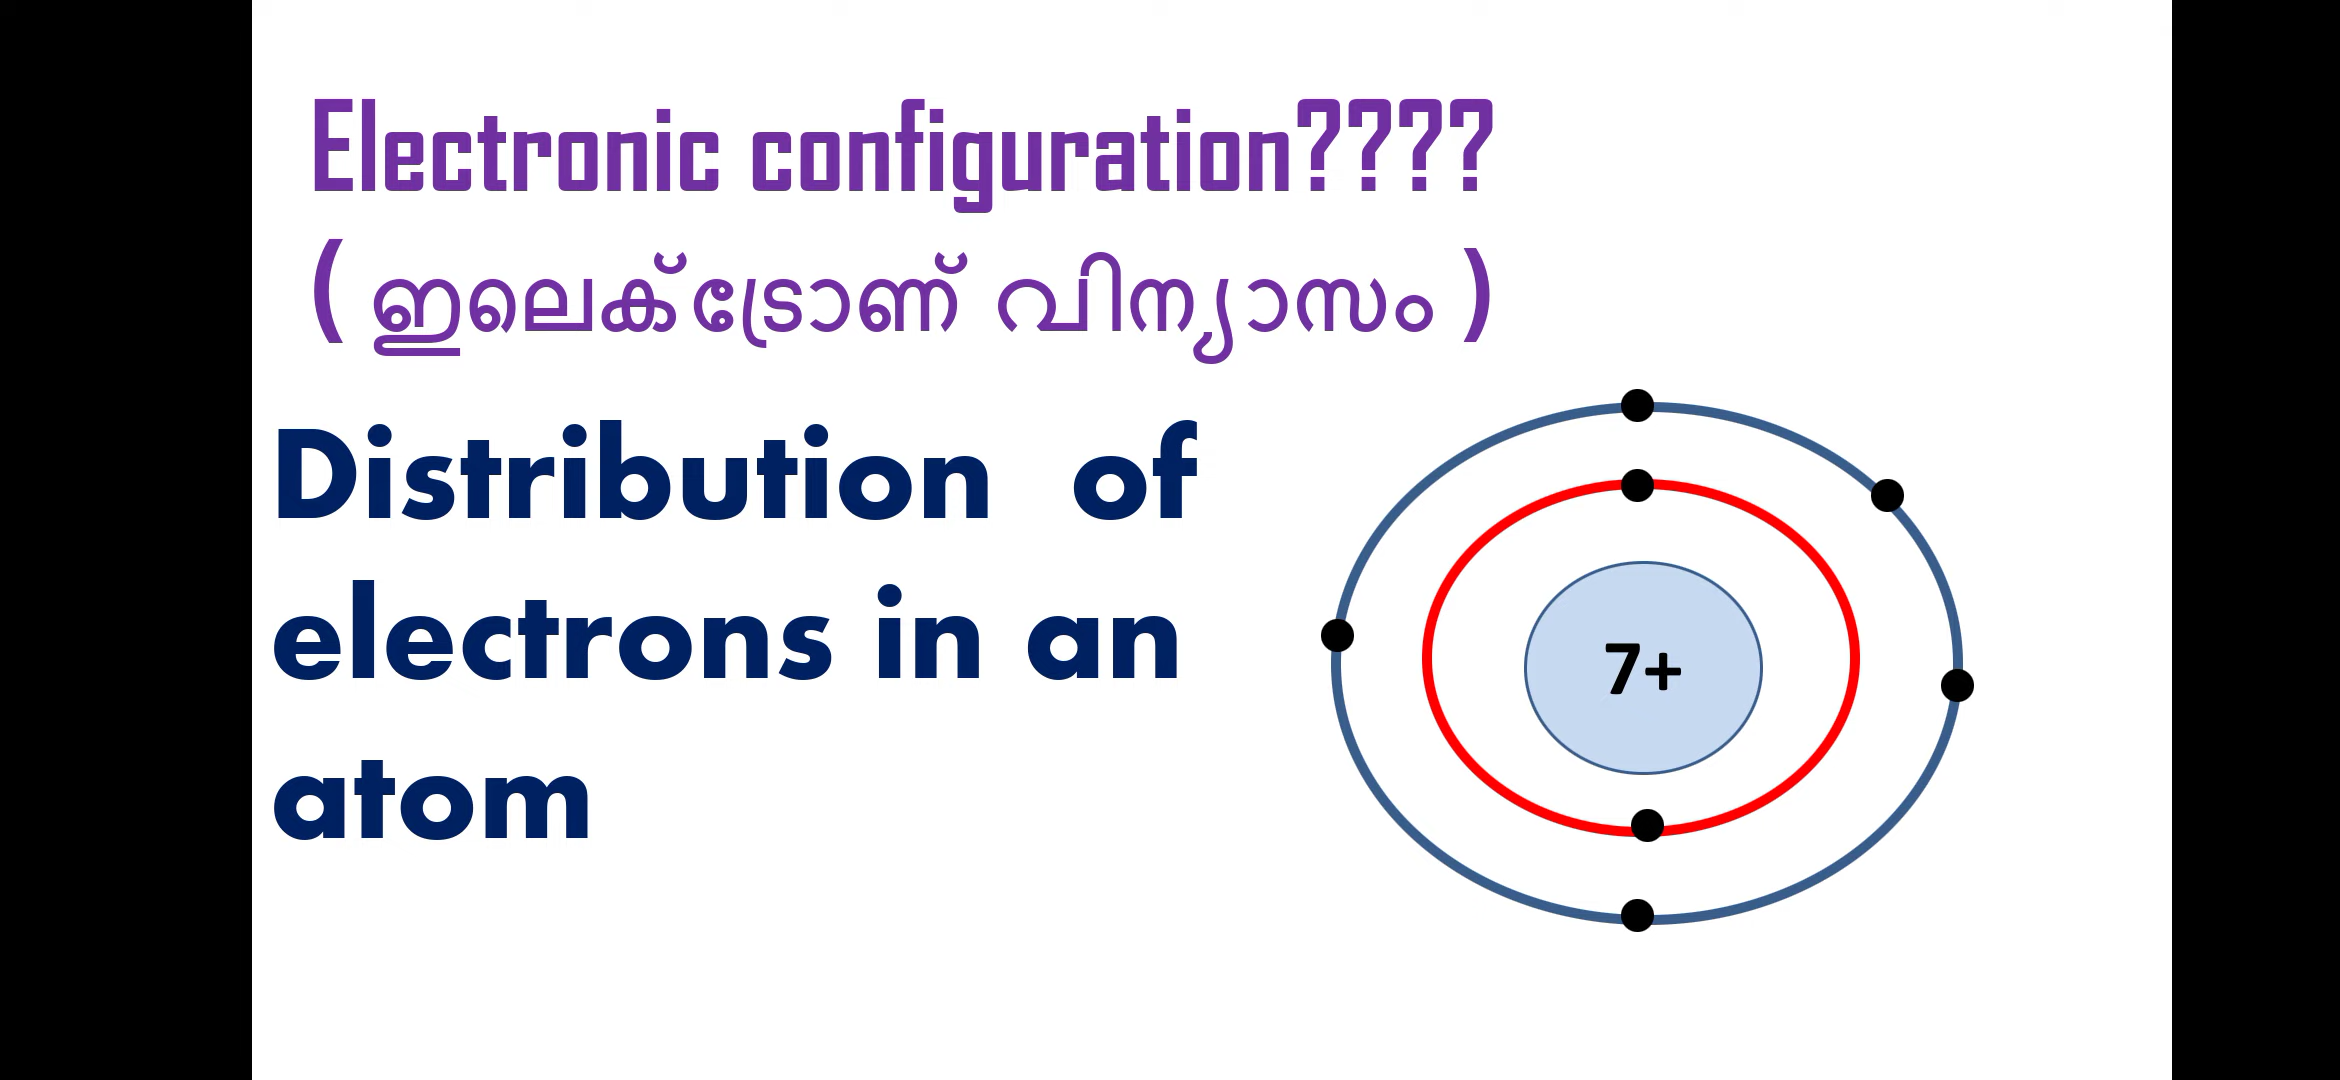 Electronic configuration????
( ഇലെക്ട്രോണ് വിന്യാസം )
Distribution of
electrons in an
atom
7+